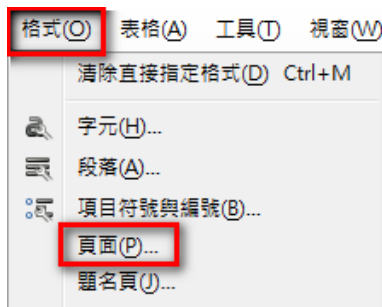 格式(O) 表格(A) 工具(T) 視窗(W)
清除直接指定格式(D) Ctrl+M
字元(H)...
段落(A)...
項目符號與編號(B)...
頁面(P)...
題名頁(J)...